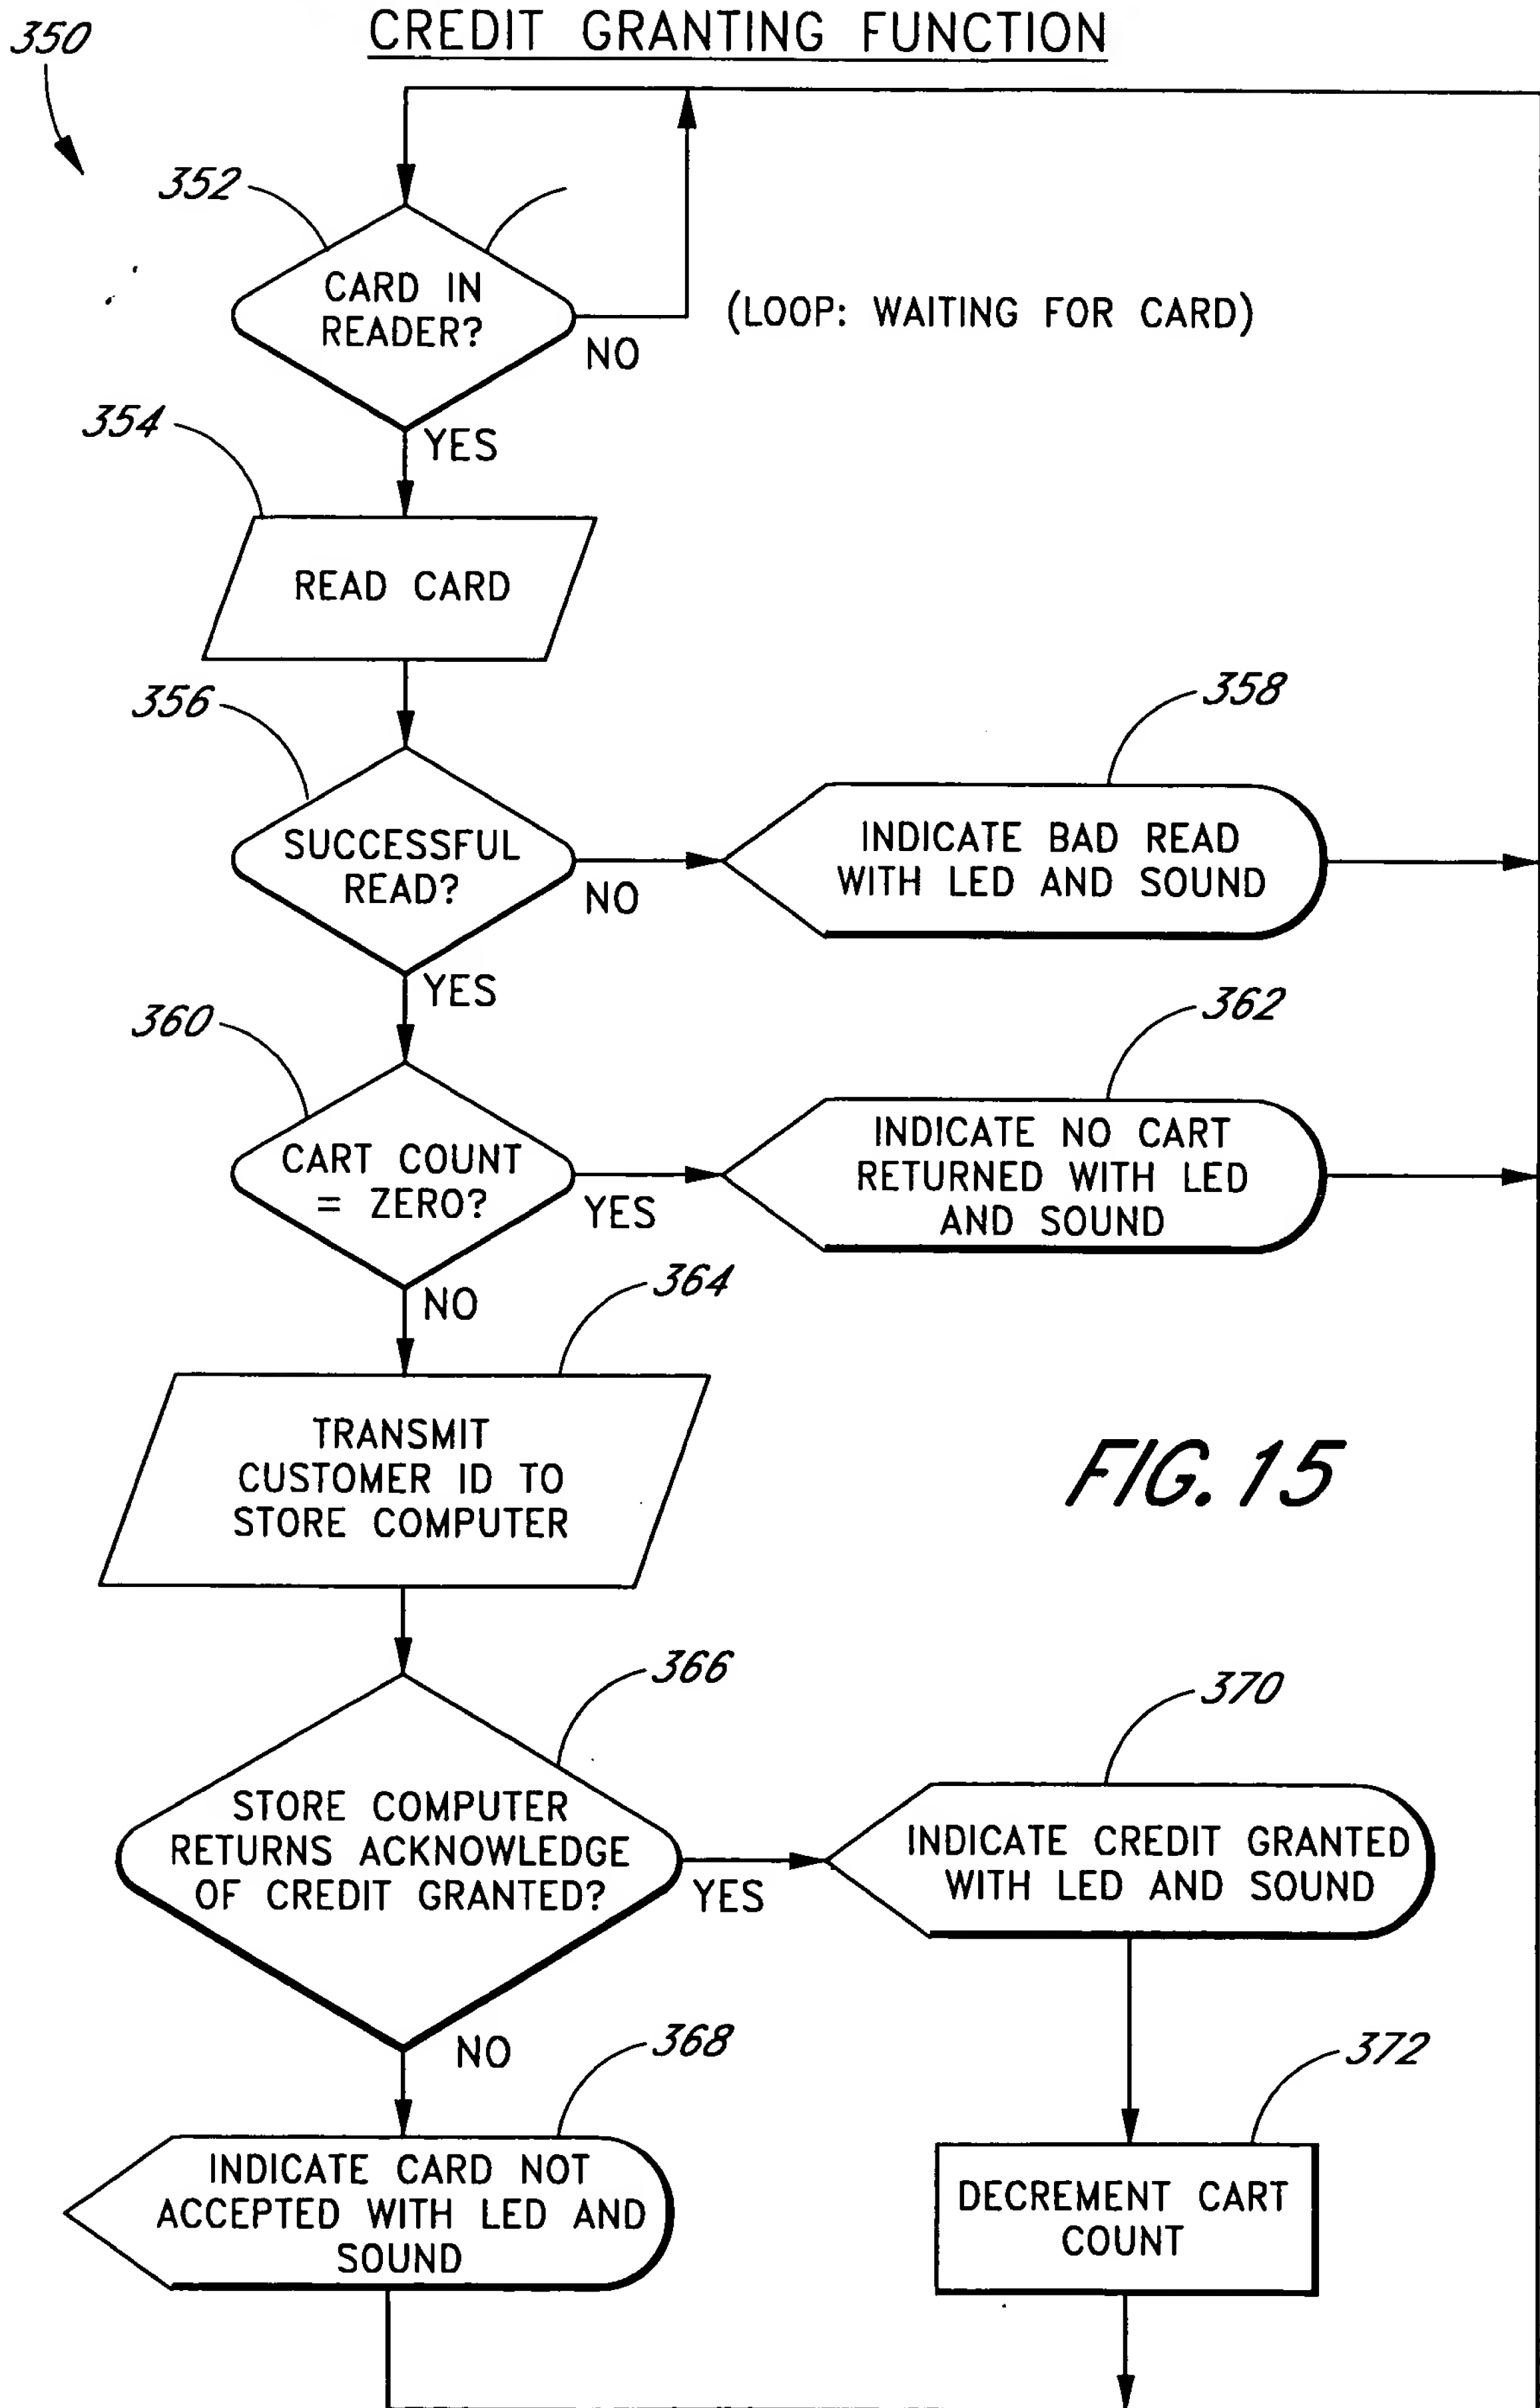 350
CREDIT GRANTING FUNCTION
352
CARD IN
READER?
NO
(LOOP: WAITING FOR CARD)
YES
354
READ CARD
356
SUCCESSFUL
READ?
NO
358
INDICATE BAD READ
WITH LED AND SOUND
YES
360
CART COUNT
= ZERO?
YES
362
INDICATE NO CART
RETURNED WITH LED
AND SOUND
NO
364
TRANSMIT
CUSTOMER ID TO
STORE COMPUTER
FIG. 15
366
STORE COMPUTER
RETURNS ACKNOWLEDGE
OF CREDIT GRANTED?
YES
370
INDICATE CREDIT GRANTED
WITH LED AND SOUND
NO
368
INDICATE CARD NOT
ACCEPTED WITH LED AND
SOUND
372
DECREMENT CART
COUNT